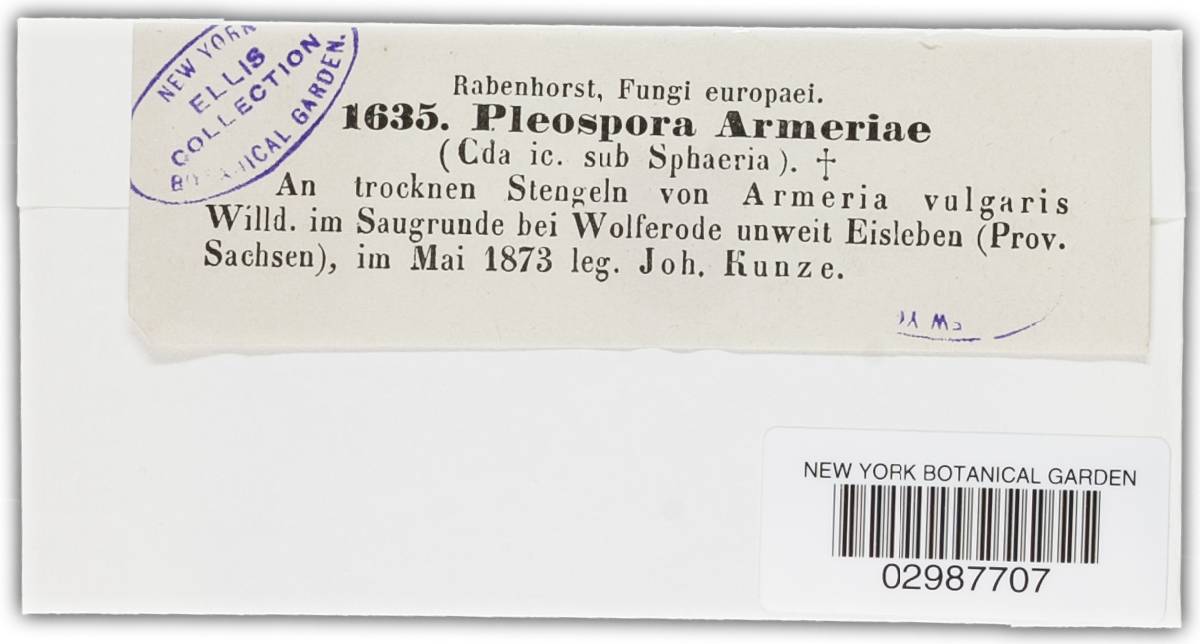 NEW YORK
ELLIS
COLLECTION
BOTANICAL GARDEN.
Rabenhorst, Fungi europaei.
1635. Pleospora Armeriae
(Cda ic. sub Sphaeria). †
An trocknen Stengeln von Armeria vulgaris
Willd. im Saugrunde bei Wolferode unweit Eisleben (Prov.
Sachsen), im Mai 1873 leg. Joh. Kunze.
NEW YORK BOTANICAL GARDEN
02987707